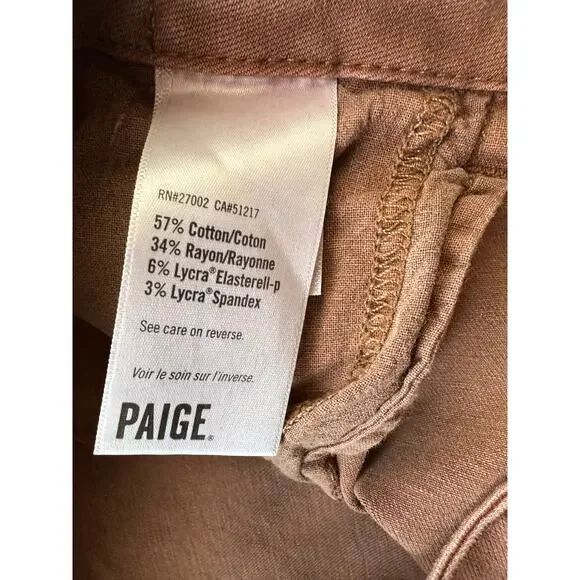 RN#27002 CA#51217
57% Cotton/Coton
34% Rayon/Rayonne
6% Lycra®Elasterell-p
3% Lycra®Spandex
See care on reverse.
Voir le soin sur l'inverse.
PAIGE®